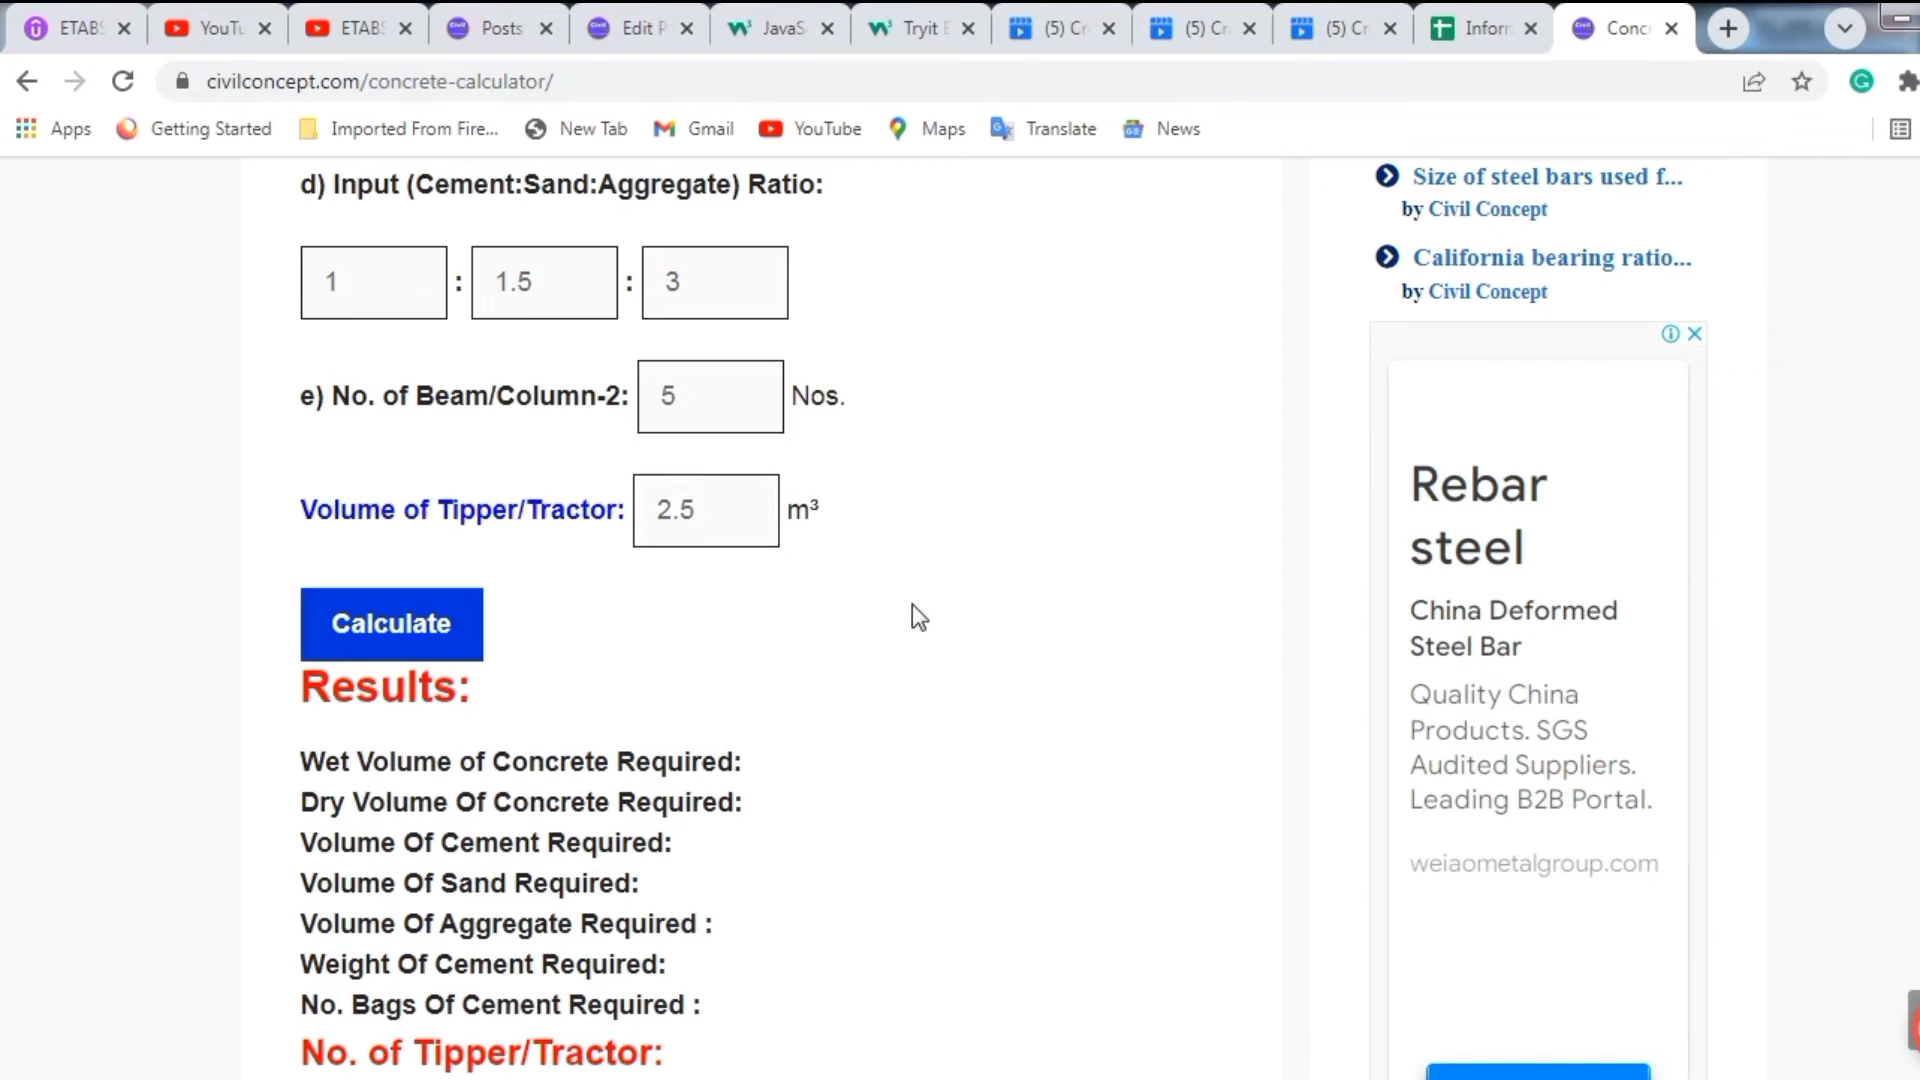 ETABS
YouTu
ETABS
Posts
Edit P
JavaS
Tryit E
(5) Cr
(5) Cr
(5) Cr
Inforn
Concr
civilconcept.com/concrete-calculator/
Apps
Getting Started
Imported From Fire...
New Tab
Gmail
YouTube
Maps
Translate
News
d) Input (Cement:Sand:Aggregate) Ratio:
1 : 1.5 : 3
e) No. of Beam/Column-2: 5 Nos.
Volume of Tipper/Tractor: 2.5 m³
Calculate
Results:
Wet Volume of Concrete Required:
Dry Volume Of Concrete Required:
Volume Of Cement Required:
Volume Of Sand Required:
Volume Of Aggregate Required :
Weight Of Cement Required:
No. Bags Of Cement Required :
No. of Tipper/Tractor:
Size of steel bars used f...
by Civil Concept
California bearing ratio...
by Civil Concept
Rebar
steel
China Deformed
Steel Bar
Quality China
Products. SGS
Audited Suppliers.
Leading B2B Portal.
weiaometalgroup.com